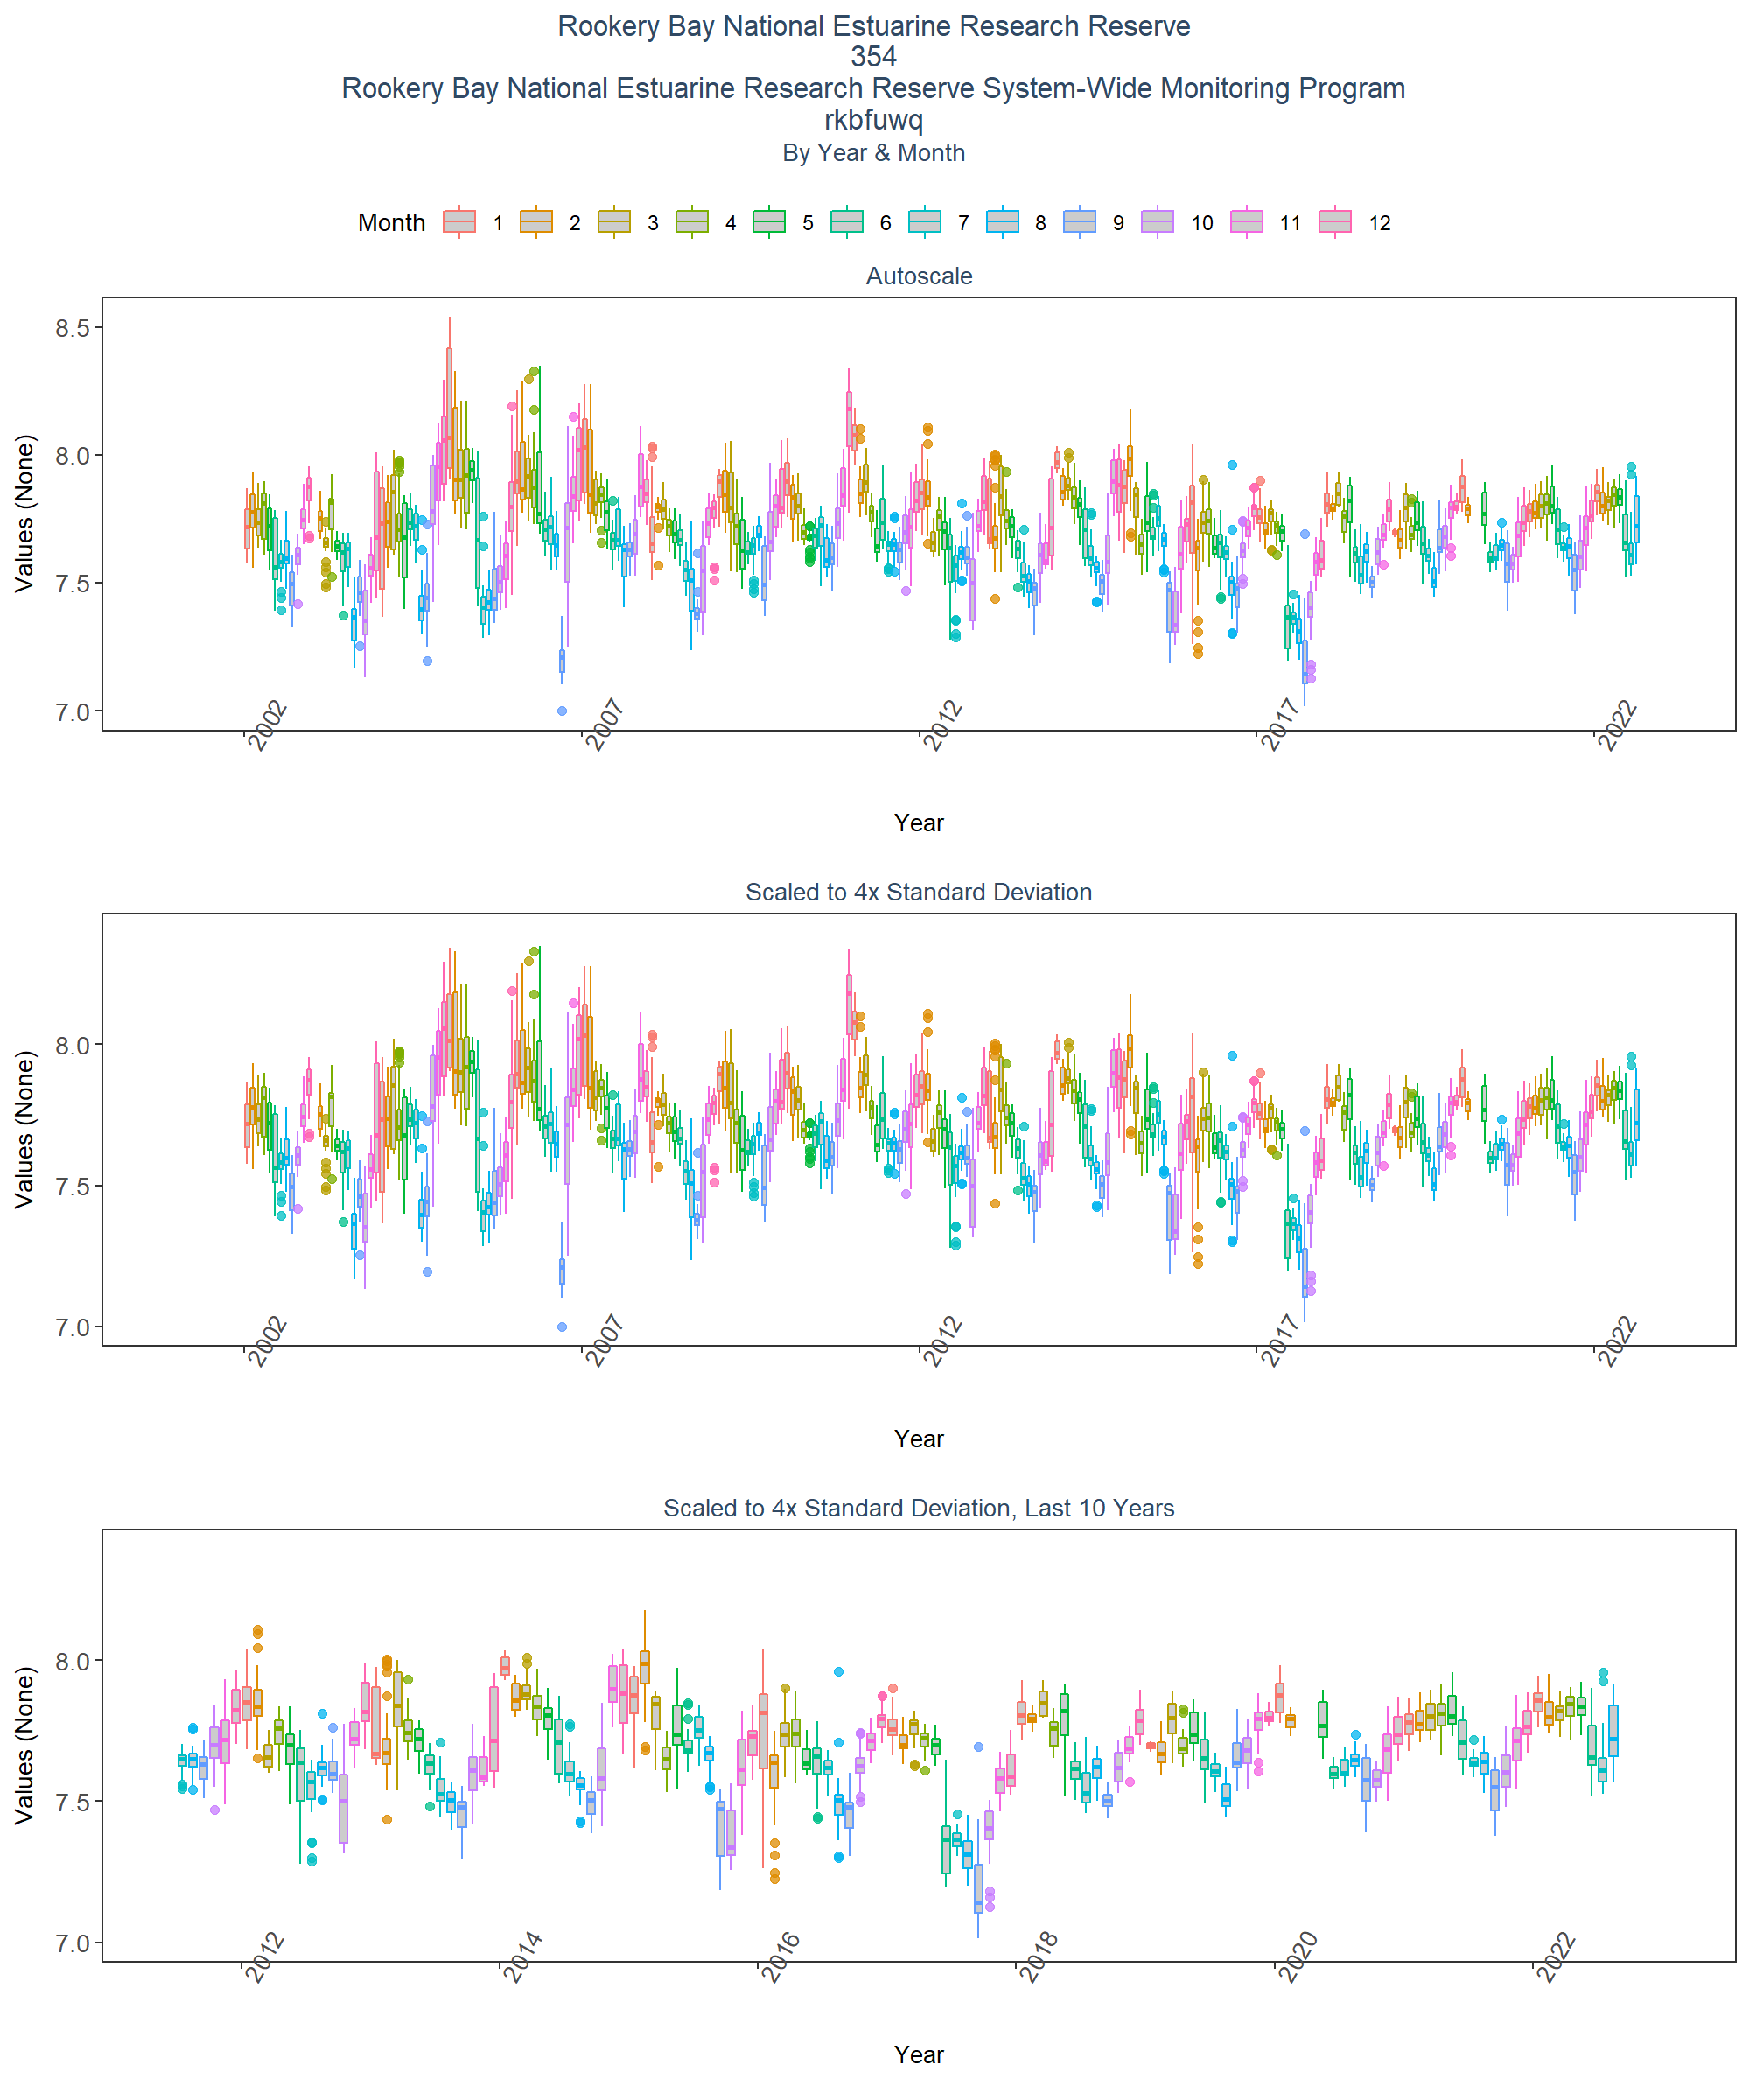 Rookery Bay National Estuarine Research Reserve
354
Rookery Bay National Estuarine Research Reserve System-Wide Monitoring Program
rkbfuwq
By Year & Month
Month 1 2 3 4 5 6 7 8 9 10 11 12
Autoscale
Values (None)
8.5
8.0
7.5
7.0
2002 2007 2012 2017 2022
Year
Scaled to 4x Standard Deviation
Values (None)
8.0
7.5
7.0
2002 2007 2012 2017 2022
Year
Scaled to 4x Standard Deviation, Last 10 Years
Values (None)
8.0
7.5
7.0
2012 2014 2016 2018 2020 2022
Year